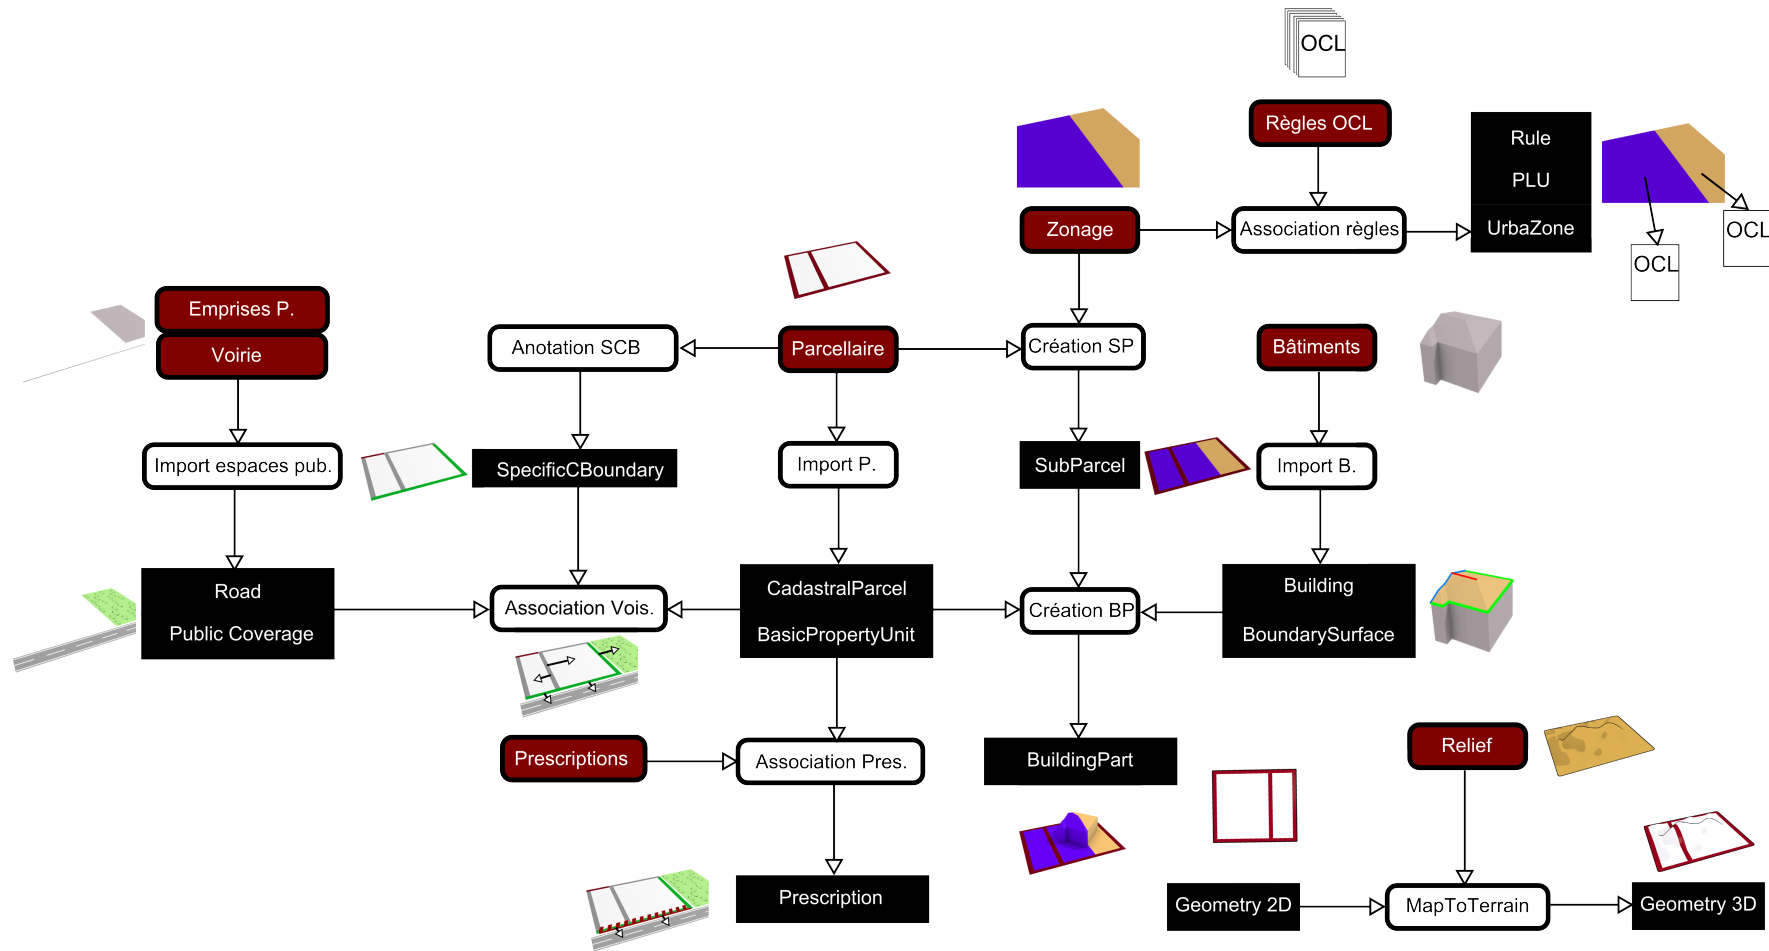 OCL
Règles OCL
Rule
PLU
Zonage
Association règles
UrbaZone
OCL
OCL
Emprises P.
Voirie
Anotation SCB
Parcellaire
Création SP
Bâtiments
Import espaces pub.
SpecificCBoundary
Import P.
SubParcel
Import B.
Road
Public Coverage
Association Vois.
CadastralParcel
BasicPropertyUnit
Création BP
Building
BoundarySurface
Prescriptions
Association Pres.
BuildingPart
Relief
Prescription
Geometry 2D
MapToTerrain
Geometry 3D